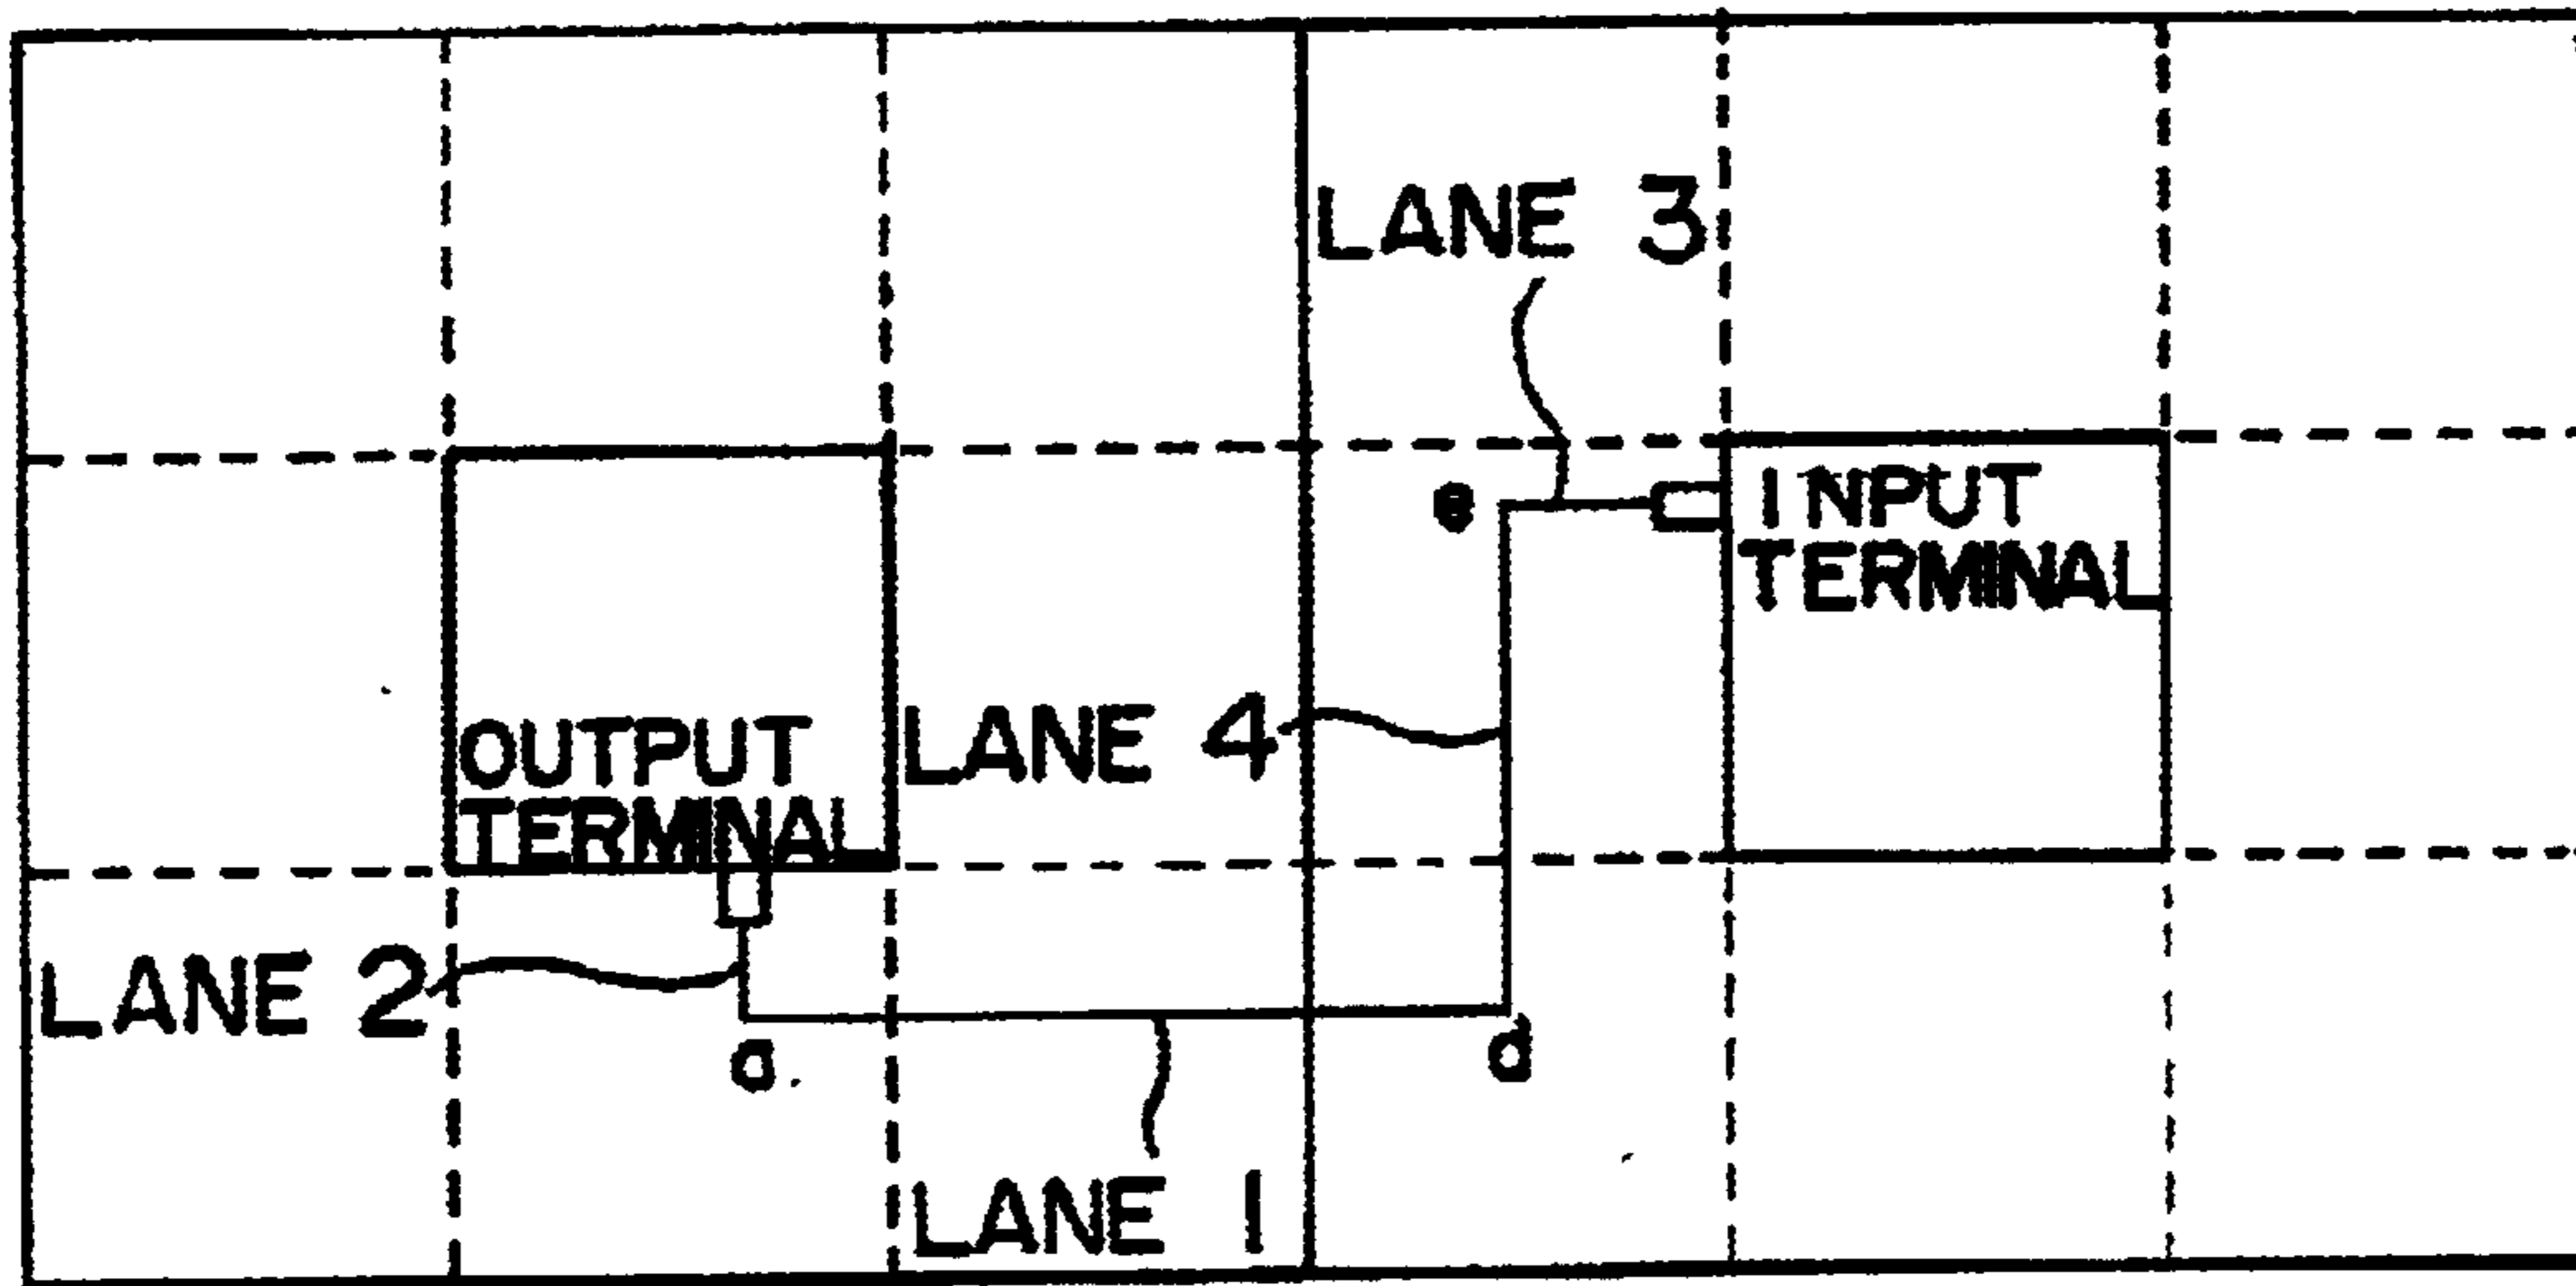 LANE 3
e
INPUT
TERMINAL
OUTPUT
TERMINAL
LANE 4
LANE 2
a
d
LANE 1